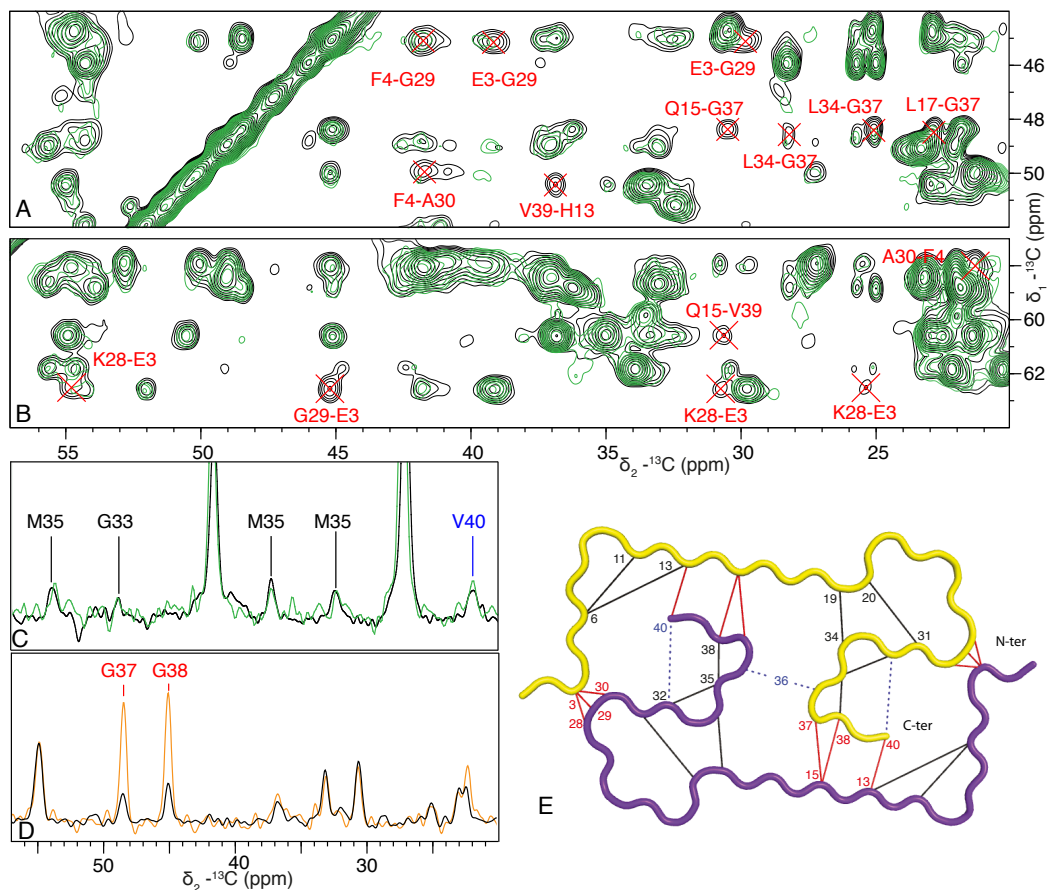 F4-G29
E3-G29
E3-G29
46
Q15-G37
L34-G37
L17-G37
48
L34-G37
F4-A30
V39-H13
50
A
δ1 -13C (ppm)
A30-F4
Q15-V39
60
K28-E3
62
B
G29-E3
K28-E3
K28-E3
55 50 45 40 35 30 25
δ2 -13C (ppm)
M35 G33 M35 M35 V40
C
G37 G38
D
50 40 30
δ2 -13C (ppm)
11 13
6
19 20
40
34 31
N-ter
38
35
36
30
32
3
29
28
C-ter
37
38
40
15
13
E